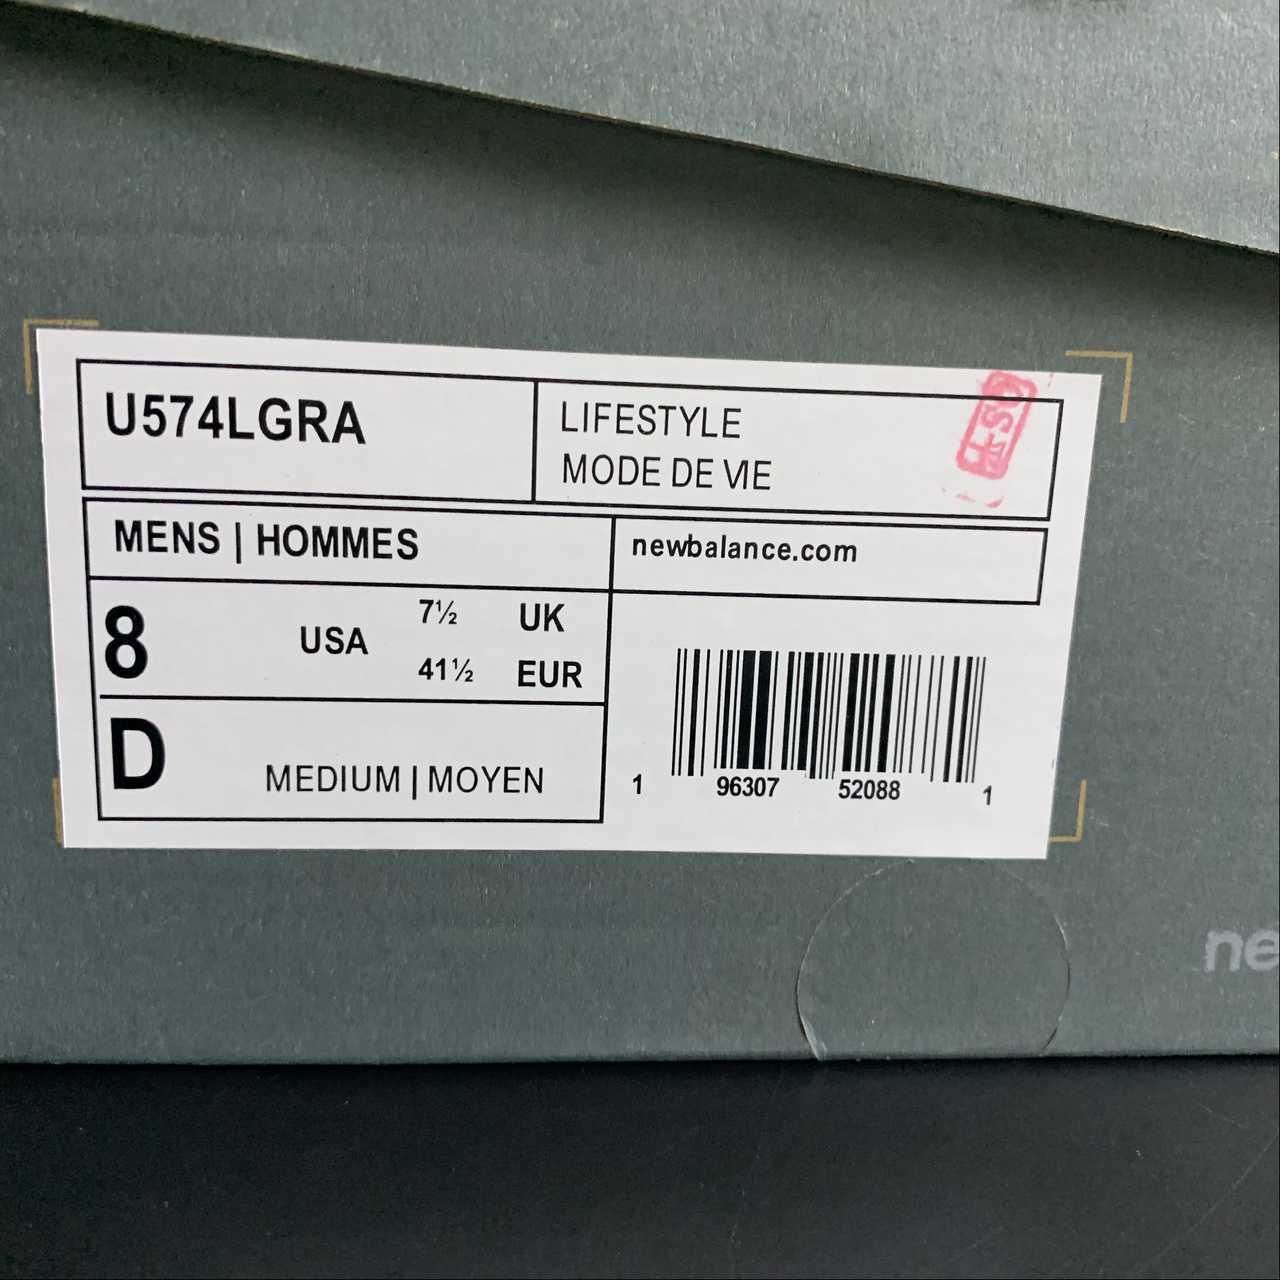 U574LGRA
LIFESTYLE
MODE DE VIE
MENS | HOMMES
newbalance.com
8 USA 7½ UK
41½ EUR
D MEDIUM | MOYEN
1 96307 52088 1
ne